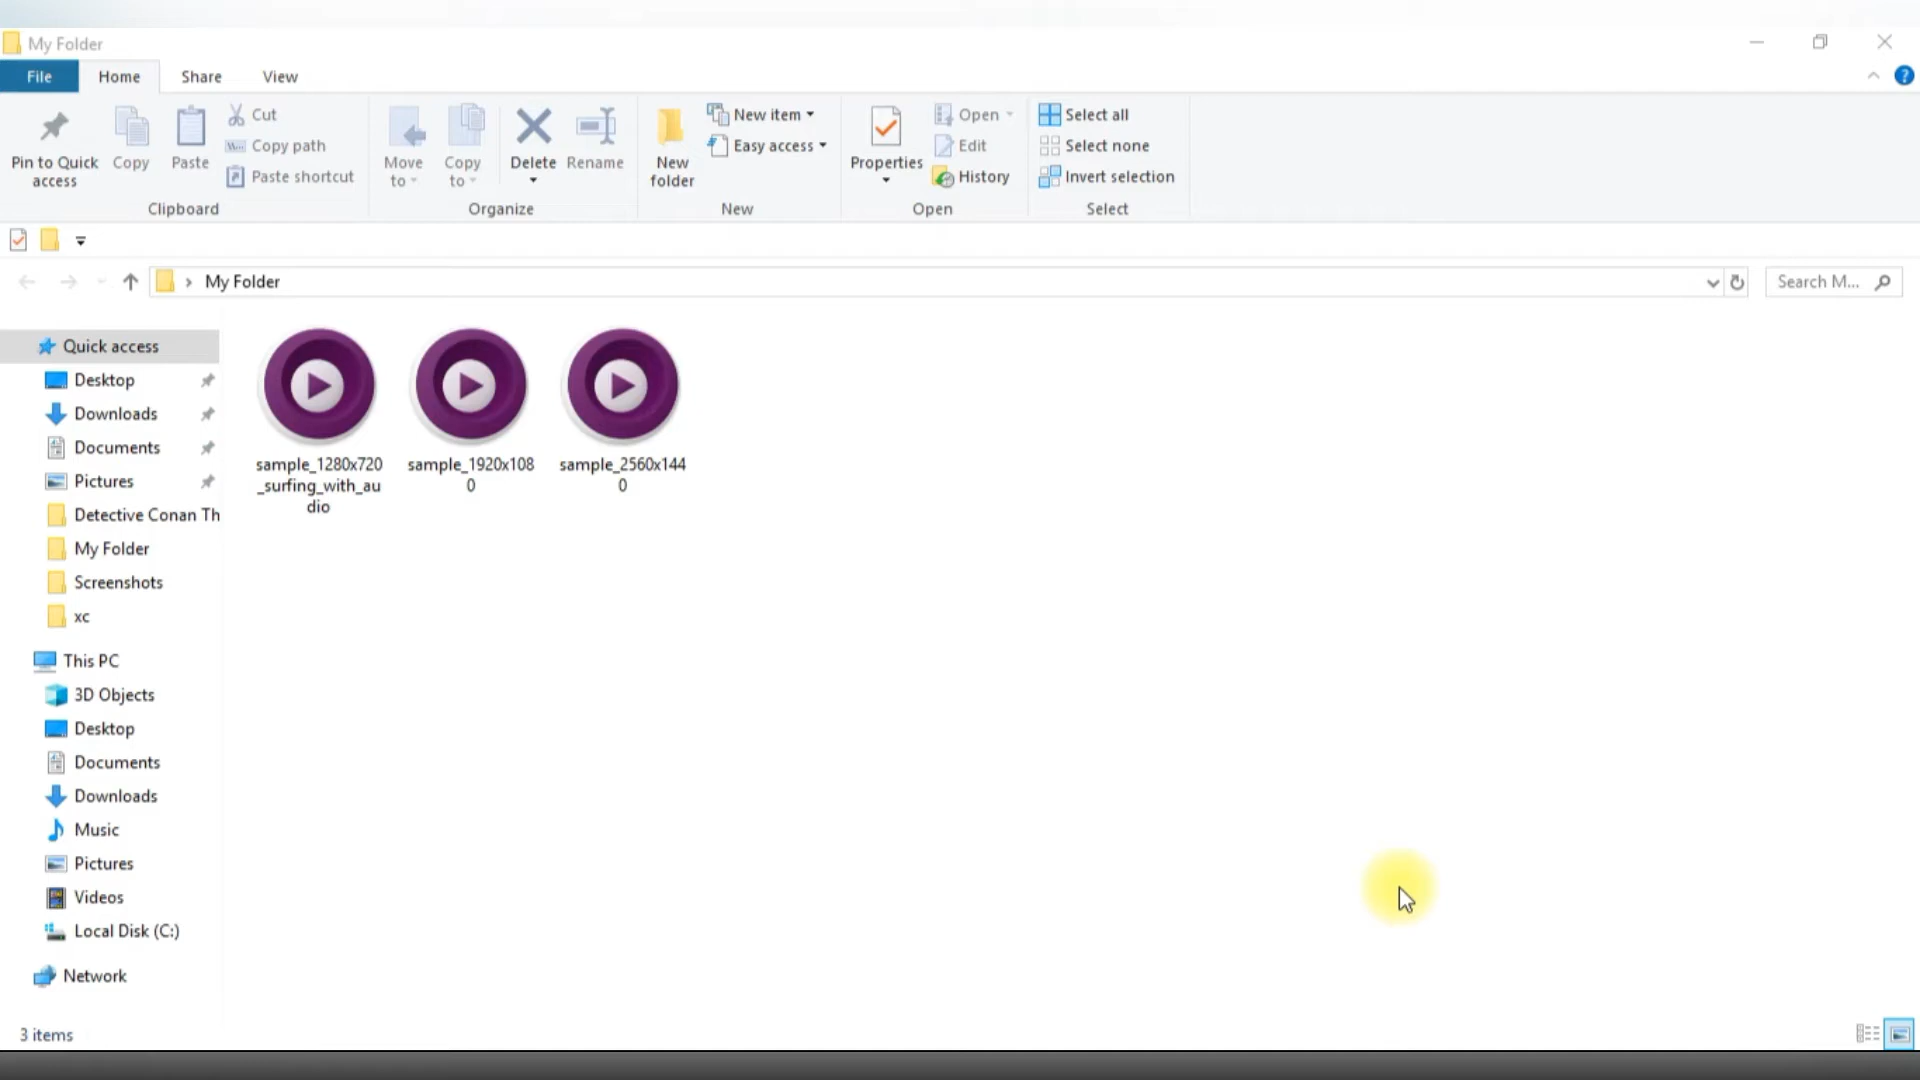 My Folder
File Home Share View
Pin to Quick access
Copy
Paste
Cut
Copy path
Paste shortcut
Clipboard
Move to
Copy to
Delete
Rename
Organize
New folder
New item
Easy access
New
Properties
Open
Edit
History
Open
Select all
Select none
Invert selection
Select
My Folder
Search M...
Quick access
Desktop
Downloads
Documents
Pictures
Detective Conan Th
My Folder
Screenshots
xc
This PC
3D Objects
Desktop
Documents
Downloads
Music
Pictures
Videos
Local Disk (C:)
Network
sample_1280x720
_surfing_with_au
dio
sample_1920x108
0
sample_2560x144
0
3 items